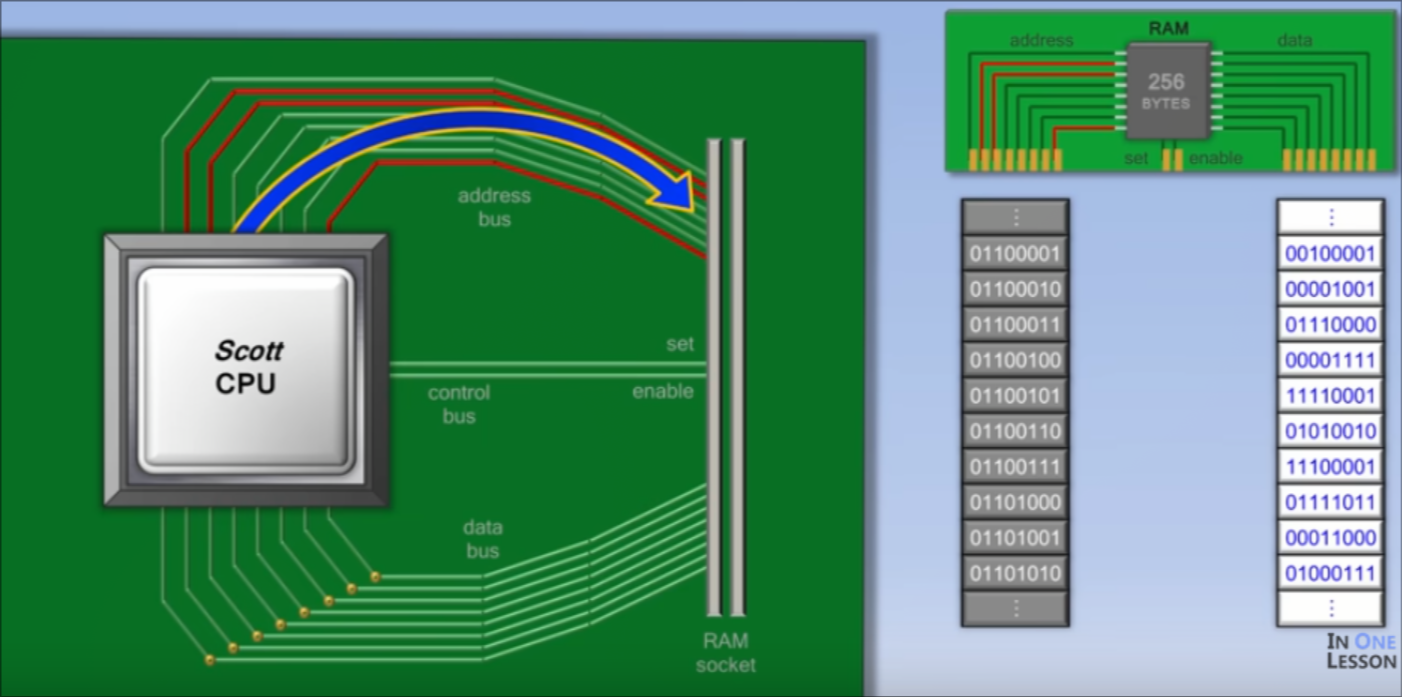 RAM
address
data
256
BYTES
set
enable
address
bus
Scott
CPU
set
control
bus
enable
data
bus
RAM
socket
⋮
01100001
01100010
01100011
01100100
01100101
01100110
01100111
01101000
01101001
01101010
⋮
⋮
00100001
00001001
01110000
00001111
11110001
01010010
11100001
01111011
00011000
01000111
⋮
IN ONE
LESSON